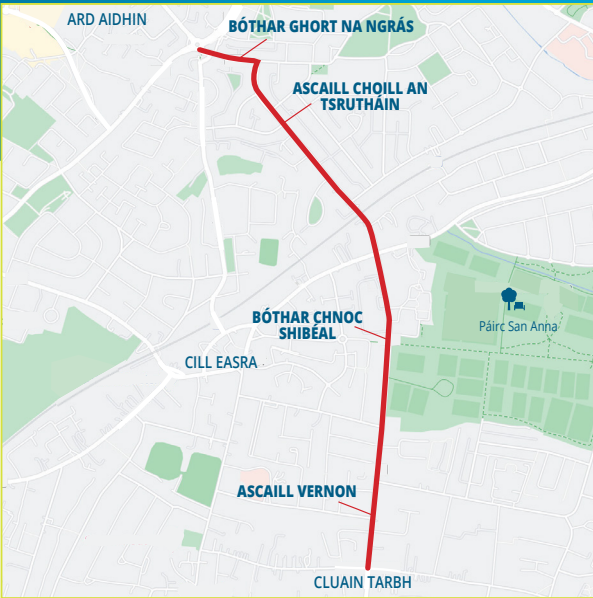 ARD AIDHIN
BÓTHAR GHORT NA NGRÁS
ASCAILL CHOILL AN
TSRUTHÁIN
BÓTHAR CHNOC
SHIBÉAL
Páirc San Anna
CILL EASRA
ASCAILL VERNON
CLUAIN TARBH